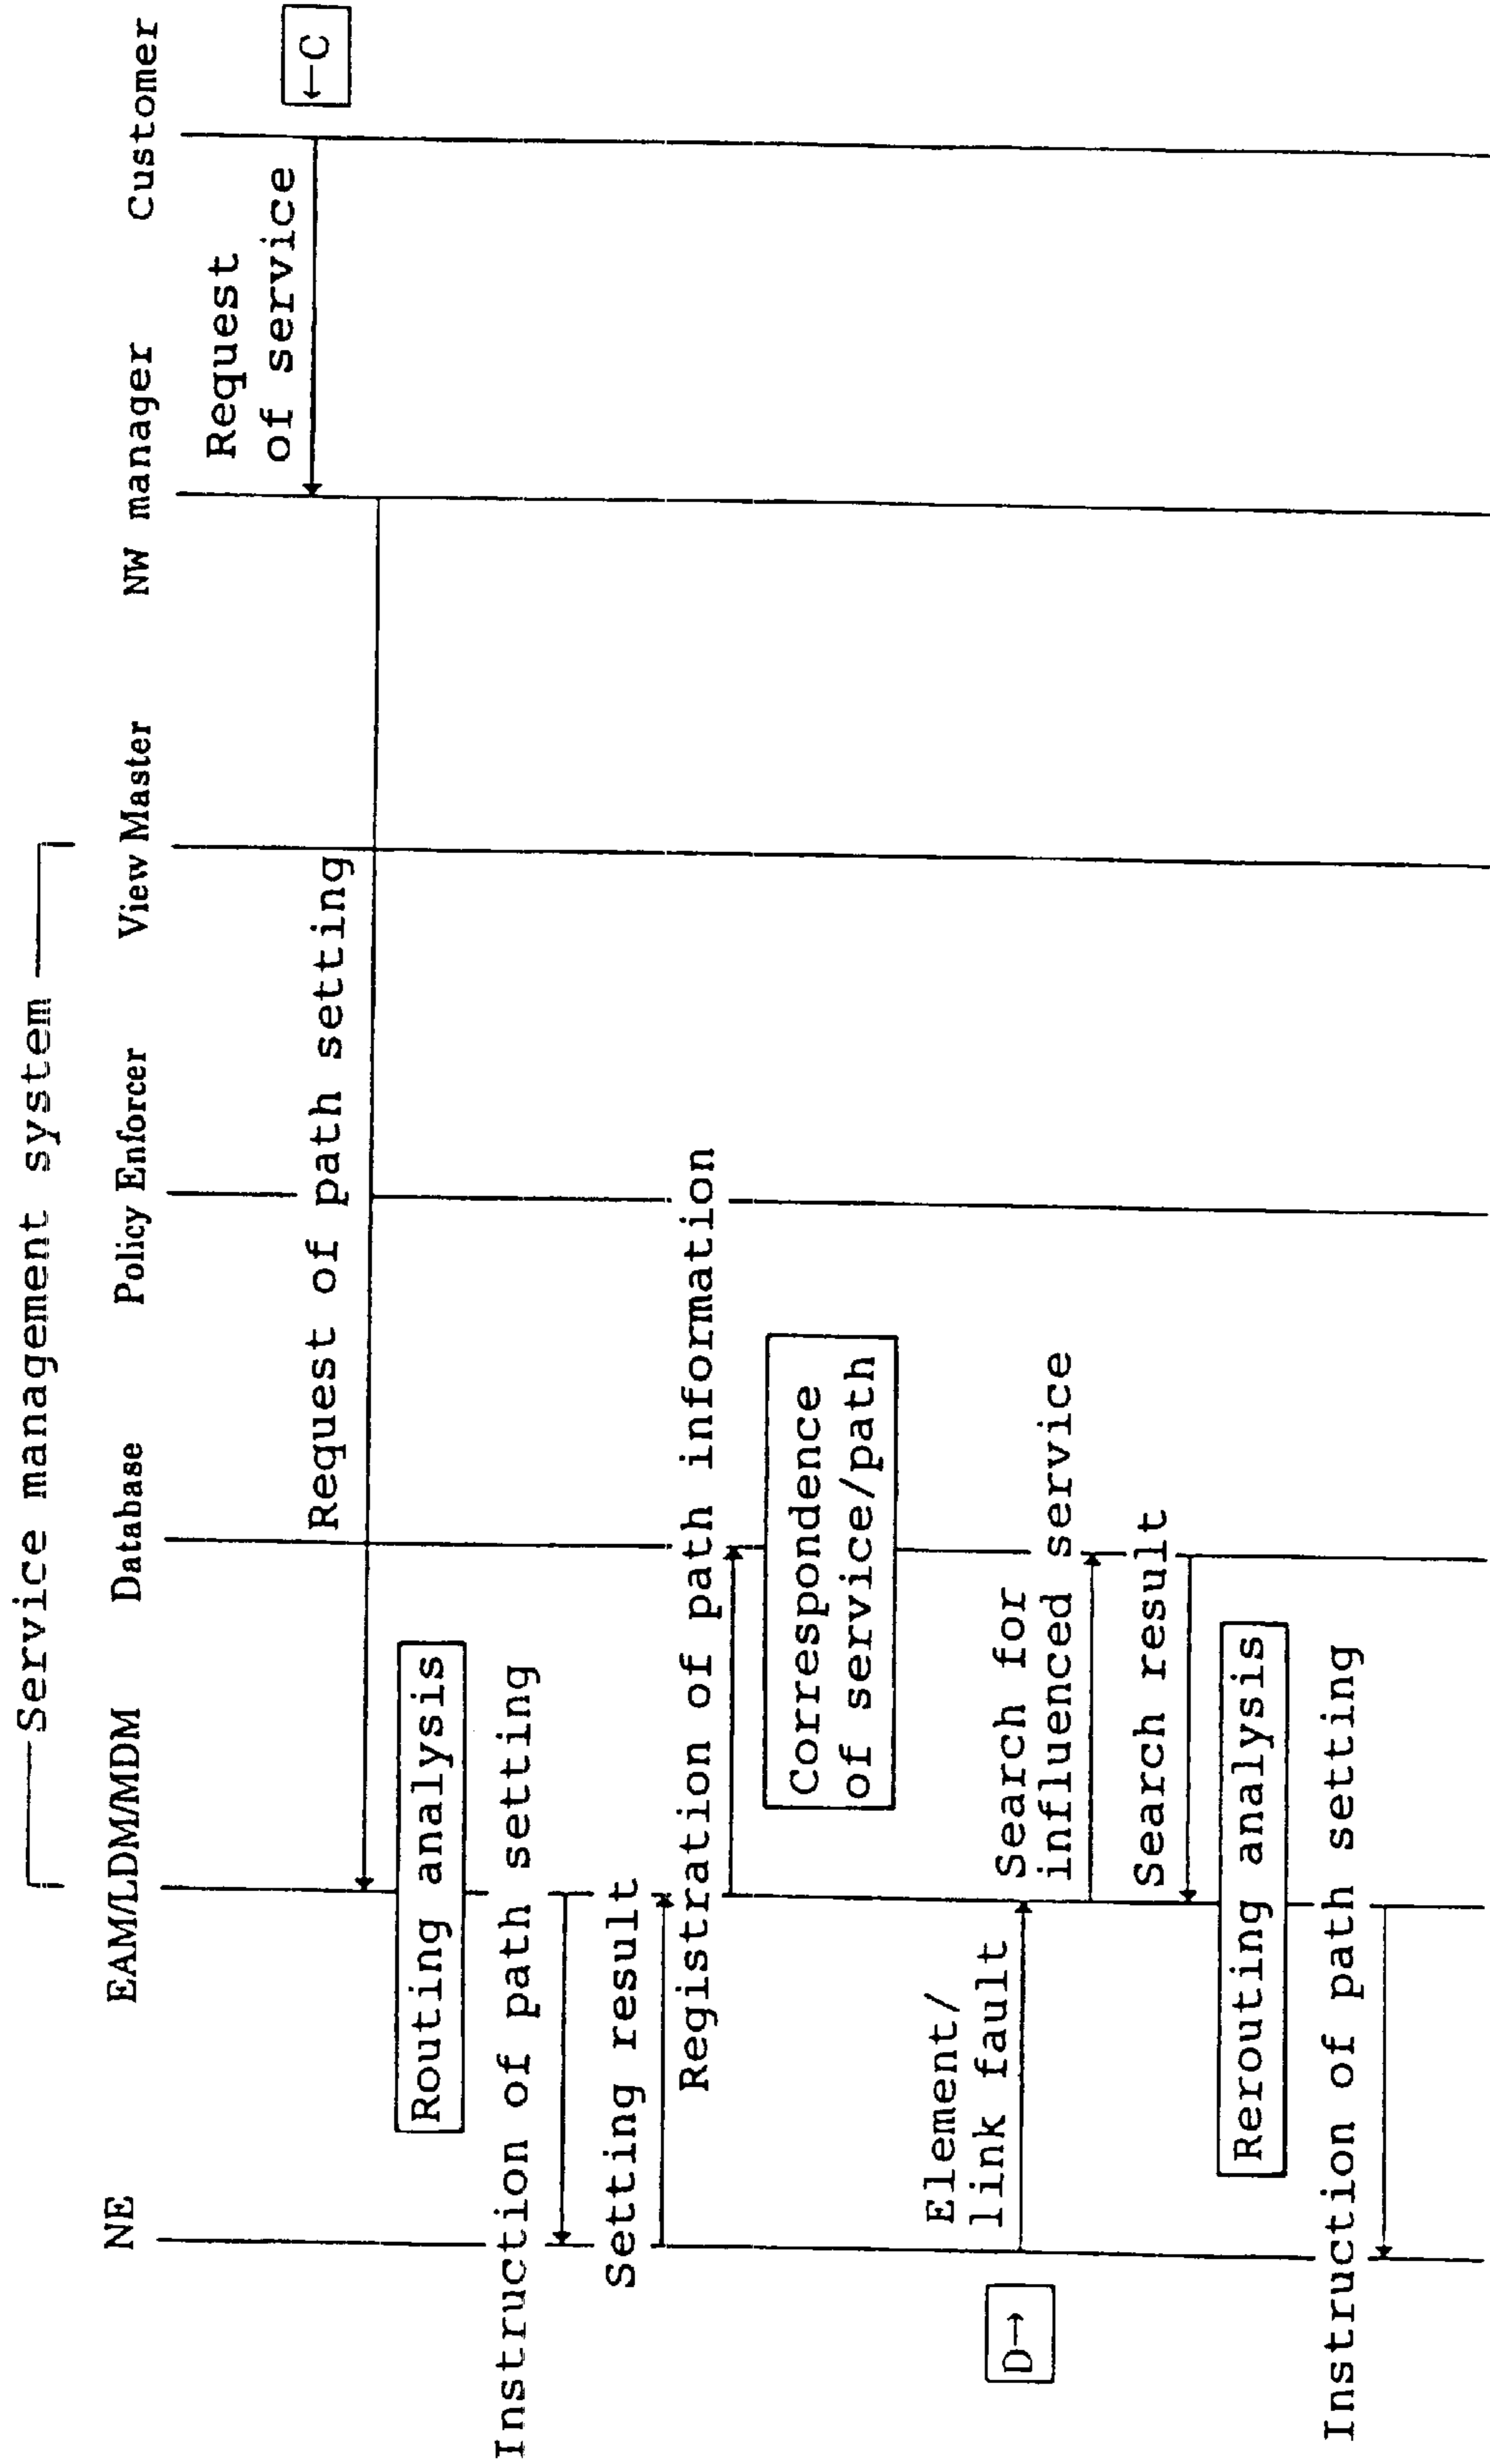 Service management system
NE
EAM/LDM/MDM
Database
Policy Enforcer
View Master
NW manager
Customer
Request
of service
←C
Request of path setting
Routing analysis
Instruction of path setting
Setting result
Registration of path information
Correspondence
of service/path
D→
Element/
link fault
Search for
influenced service
Search result
Rerouting analysis
Instruction of path setting